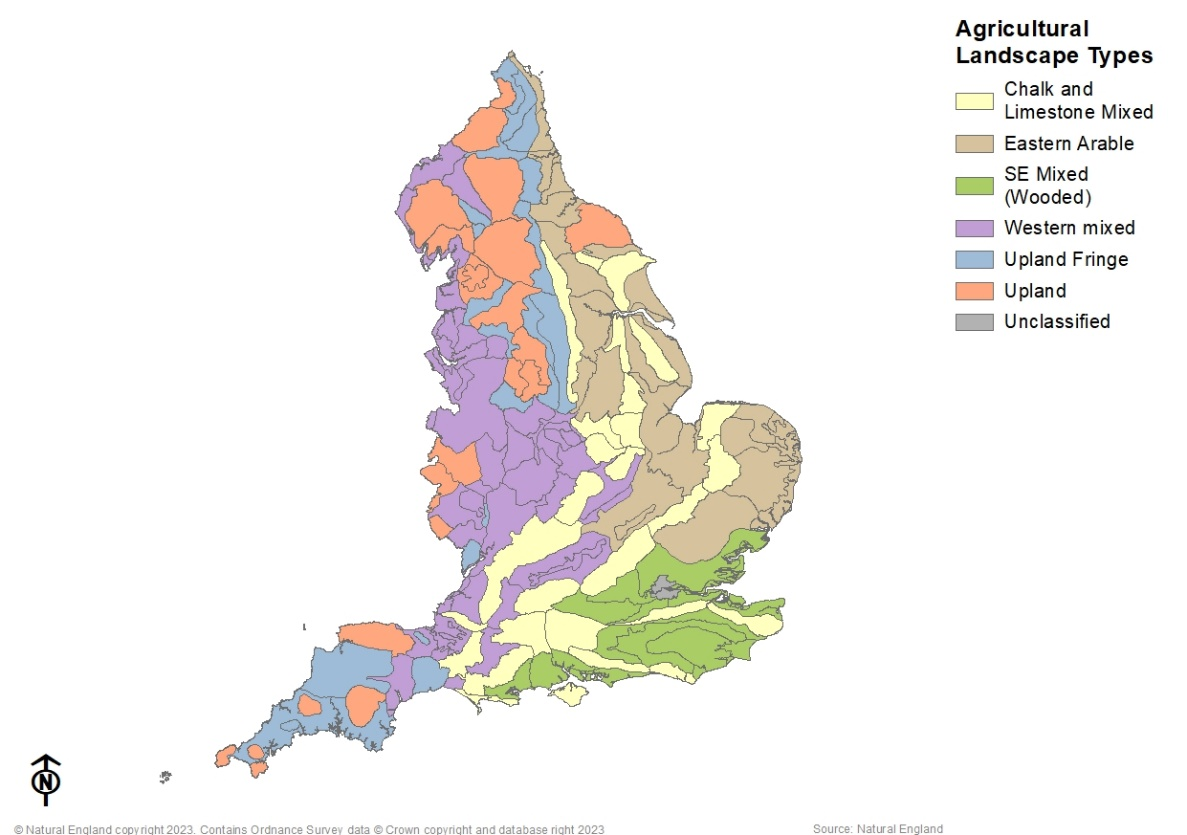 Agricultural
Landscape Types
Chalk and
Limestone Mixed
Eastern Arable
SE Mixed
(Wooded)
Western mixed
Upland Fringe
Upland
Unclassified
N
© Natural England copyright 2023. Contains Ordnance Survey data © Crown copyright and database right 2023
Source: Natural England